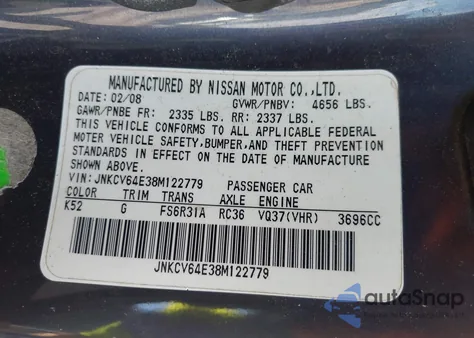 MANUFACTURED BY NISSAN MOTOR CO.,LTD.
DATE: 02/08 GVWR/PNBV: 4656 LBS.
GAWR/PNBE FR: 2335 LBS. RR: 2337 LBS.
THIS VEHICLE CONFORMS TO ALL APPLICABLE FEDERAL
MOTOR VEHICLE SAFETY,BUMPER,AND THEFT PREVENTION
STANDARDS IN EFFECT ON THE DATE OF MANUFACTURE
SHOWN ABOVE.
VIN:JNKCV64E38M122779 PASSENGER CAR
COLOR TRIM TRANS AXLE ENGINE
K52 G FS6R31A RC36 VQ37(VHR) 3696CC
JNKCV64E38M122779
autoSnap